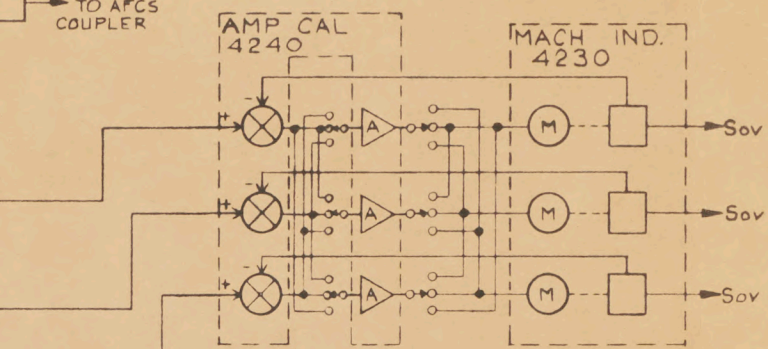 TO AFCS
COUPLER
AMP CAL
4240
MACH IND.
4230
- + A M Sov
- + A M Sov
- + A M Sov